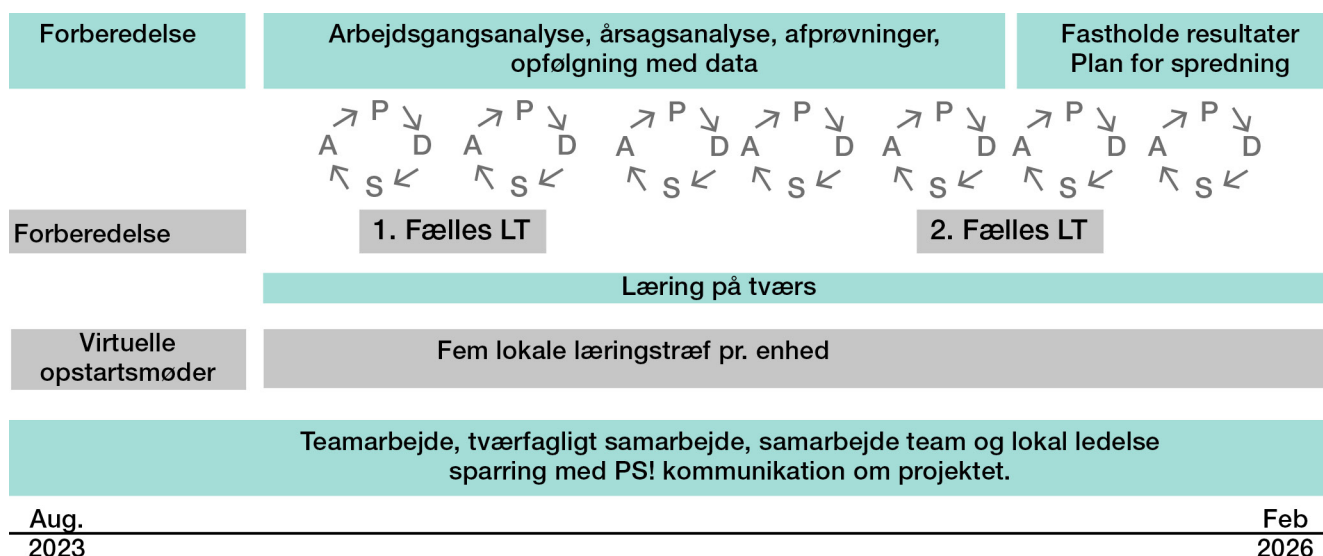 Forberedelse
Arbejdsgangsanalyse, årsagsanalyse, afprøvninger,
opfølgning med data
Fastholde resultater
Plan for spredning
P
A D
S
P
A D
S
P
A D
S
P
A D
S
P
A D
S
P
A D
S
P
A D
S
Forberedelse
1. Fælles LT
2. Fælles LT
Læring på tværs
Virtuelle
opstartsmøder
Fem lokale læringstræf pr. enhed
Teamarbejde, tværfagligt samarbejde, samarbejde team og lokal ledelse
sparring med PS! kommunikation om projektet.
Aug.
2023
Feb
2026